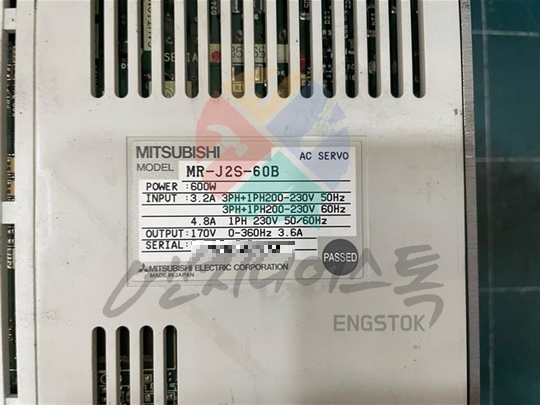 MITSUBISHI
AC SERVO
MODEL MR-J2S-60B
POWER :600W
INPUT :3.2A 3PH+1PH200-230V 50Hz
3PH+1PH200-230V 60Hz
4.8A 1PH 230V 50/60Hz
OUTPUT:170V 0-360Hz 3.6A
SERIAL:
PASSED
MITSUBISHI ELECTRIC CORPORATION
MADE IN JAPAN
엔지니어스톡
ENGSTOK